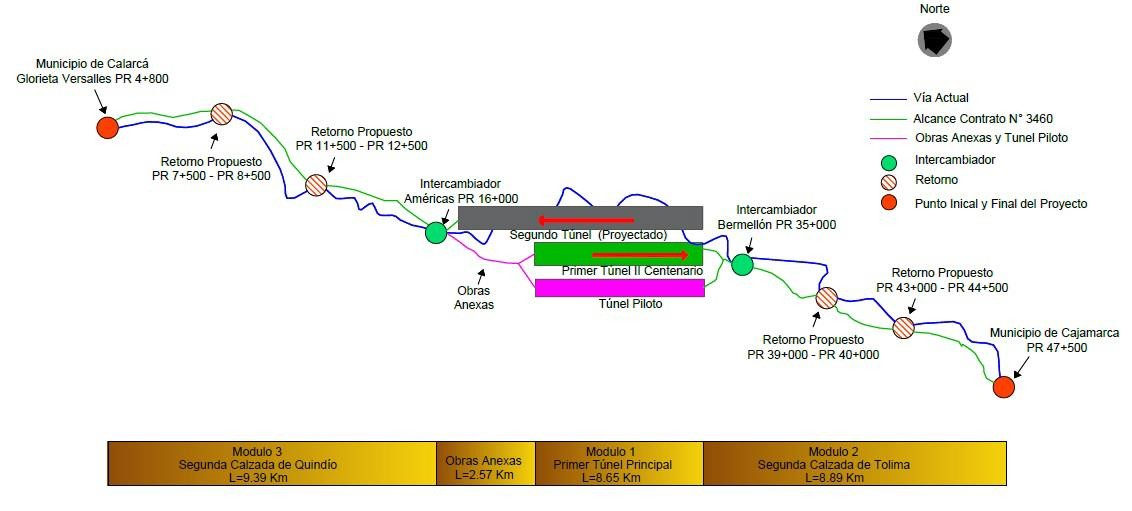 Norte
Municipio de Calarcá
Glorieta Versalles PR 4+800
Vía Actual
Alcance Contrato N° 3460
Obras Anexas y Tunel Piloto
Intercambiador
Retorno
Punto Inical y Final del Proyecto
Retorno Propuesto
PR 11+500 - PR 12+500
Retorno Propuesto
PR 7+500 - PR 8+500
Intercambiador
Américas PR 16+000
Segundo Túnel (Proyectado)
Intercambiador
Bermellón PR 35+000
Primer Túnel II Centenario
Túnel Piloto
Obras
Anexas
Retorno Propuesto
PR 43+000 - PR 44+500
Retorno Propuesto
PR 39+000 - PR 40+000
Municipio de Cajamarca
PR 47+500
Modulo 3
Segunda Calzada de Quindío
L=9.39 Km
Obras Anexas
L=2.57 Km
Modulo 1
Primer Túnel Principal
L=8.65 Km
Modulo 2
Segunda Calzada de Tolima
L=8.89 Km